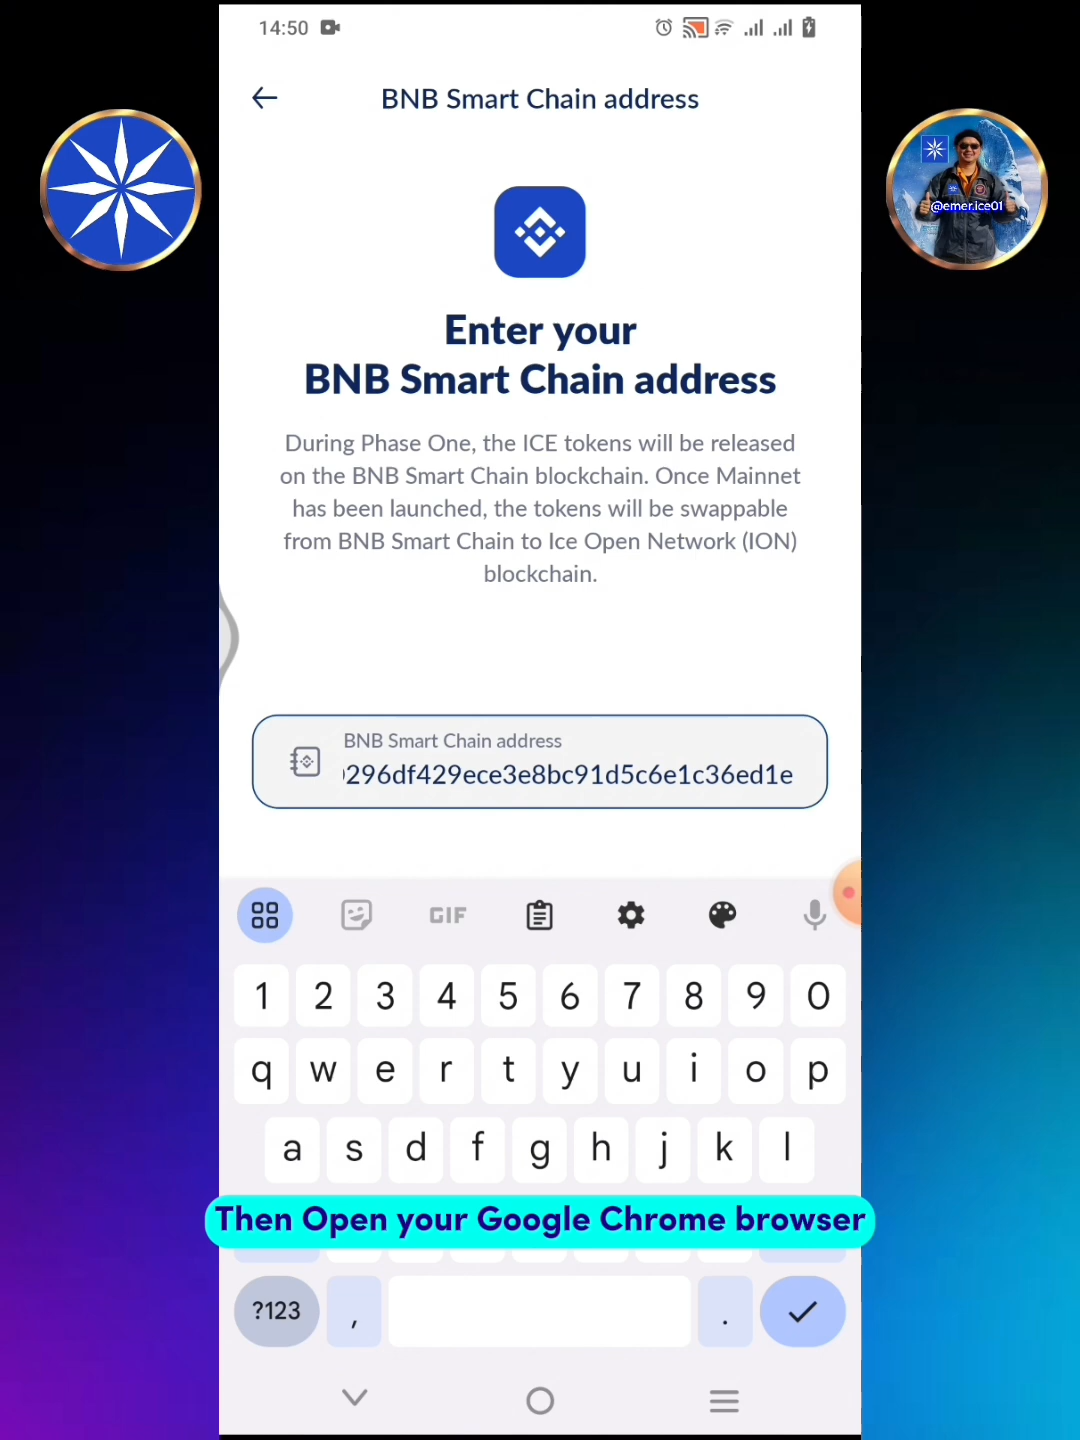 14:50
BNB Smart Chain address
@emer.ice01
Enter your
BNB Smart Chain address
During Phase One, the ICE tokens will be released
on the BNB Smart Chain blockchain. Once Mainnet
has been launched, the tokens will be swappable
from BNB Smart Chain to Ice Open Network (ION)
blockchain.
BNB Smart Chain address
296df429ece3e8bc91d5c6e1c36ed1e
GIF
1 2 3 4 5 6 7 8 9 0
q w e r t y u i o p
a s d f g h j k l
Then Open your Google Chrome browser
?123 , .